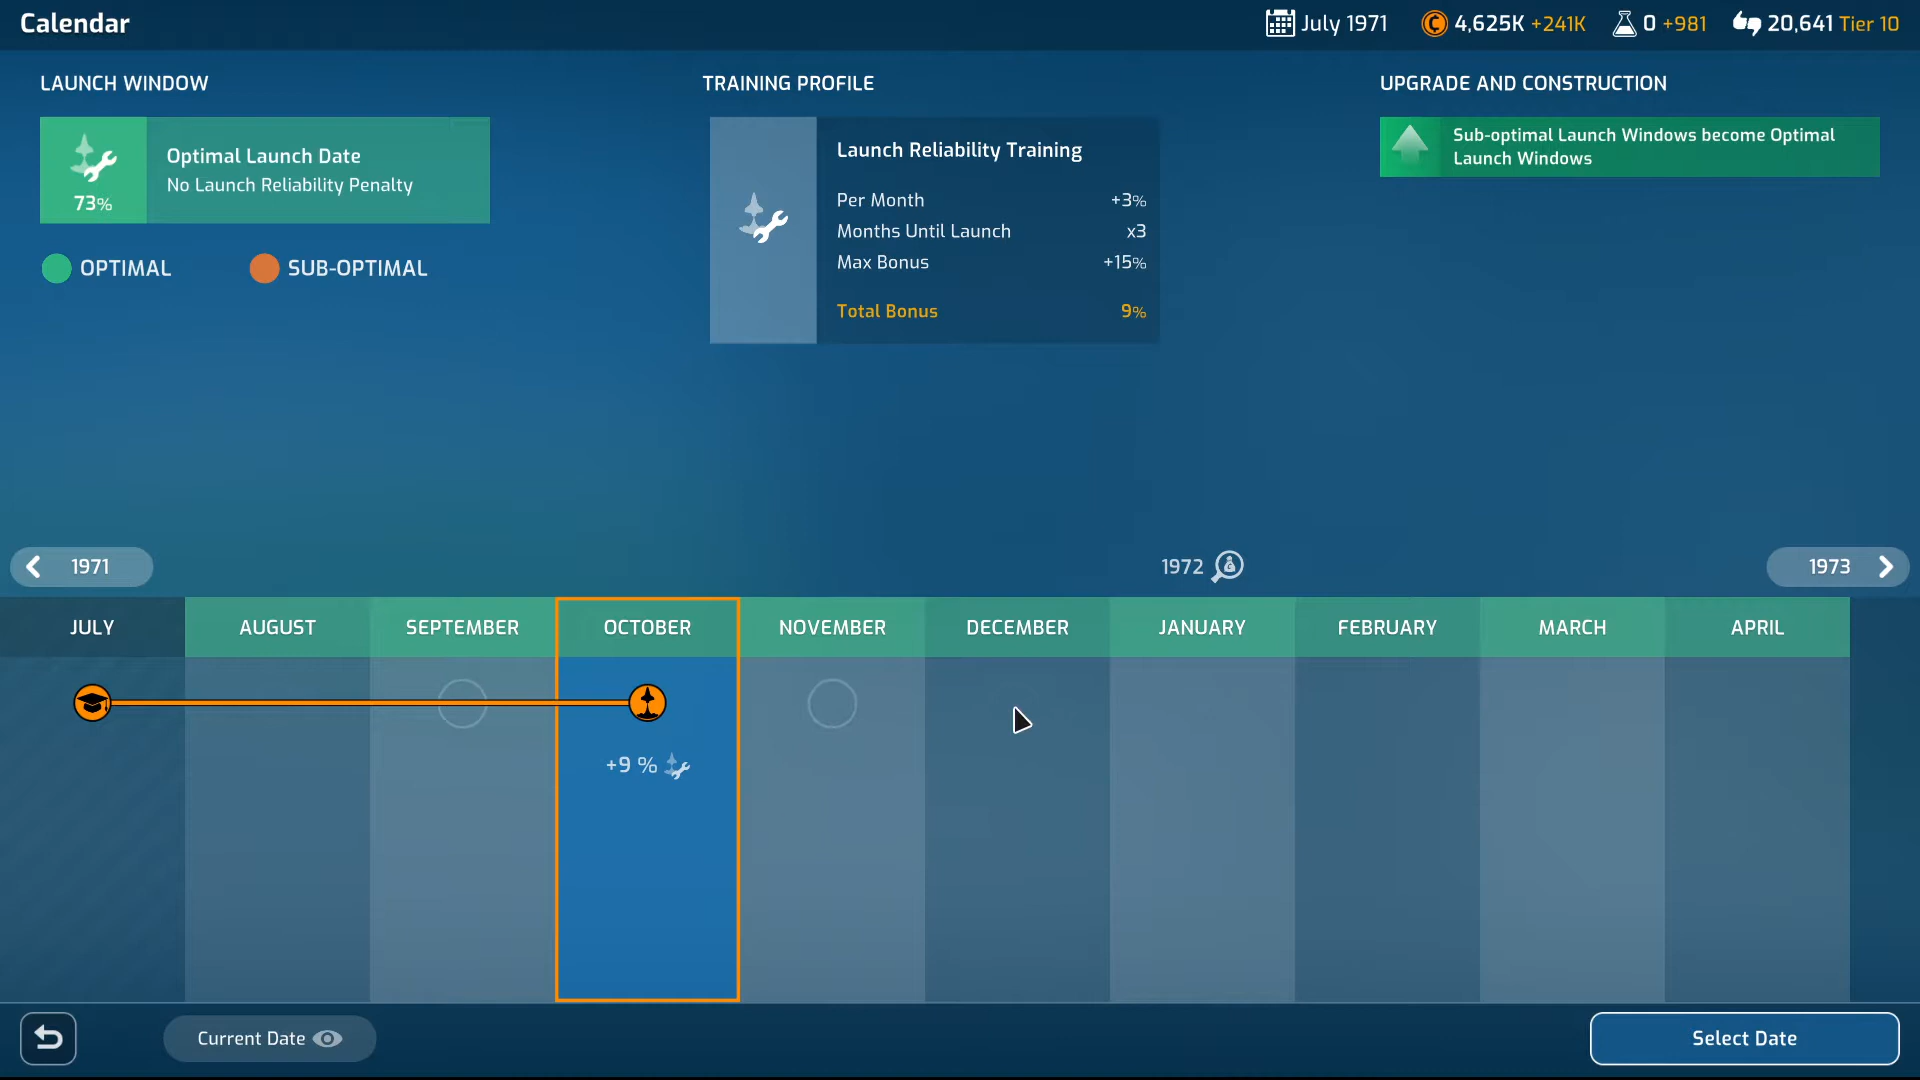 Calendar
July 1971
4,625K +241K
0 +981
20,641 Tier 10
LAUNCH WINDOW
73%
Optimal Launch Date
No Launch Reliability Penalty
OPTIMAL
SUB-OPTIMAL
TRAINING PROFILE
Launch Reliability Training
Per Month +3%
Months Until Launch x3
Max Bonus +15%
Total Bonus 9%
UPGRADE AND CONSTRUCTION
Sub-optimal Launch Windows become Optimal
Launch Windows
1971
1972
1973
JULY
AUGUST
SEPTEMBER
OCTOBER
NOVEMBER
DECEMBER
JANUARY
FEBRUARY
MARCH
APRIL
+9 %
Current Date
Select Date